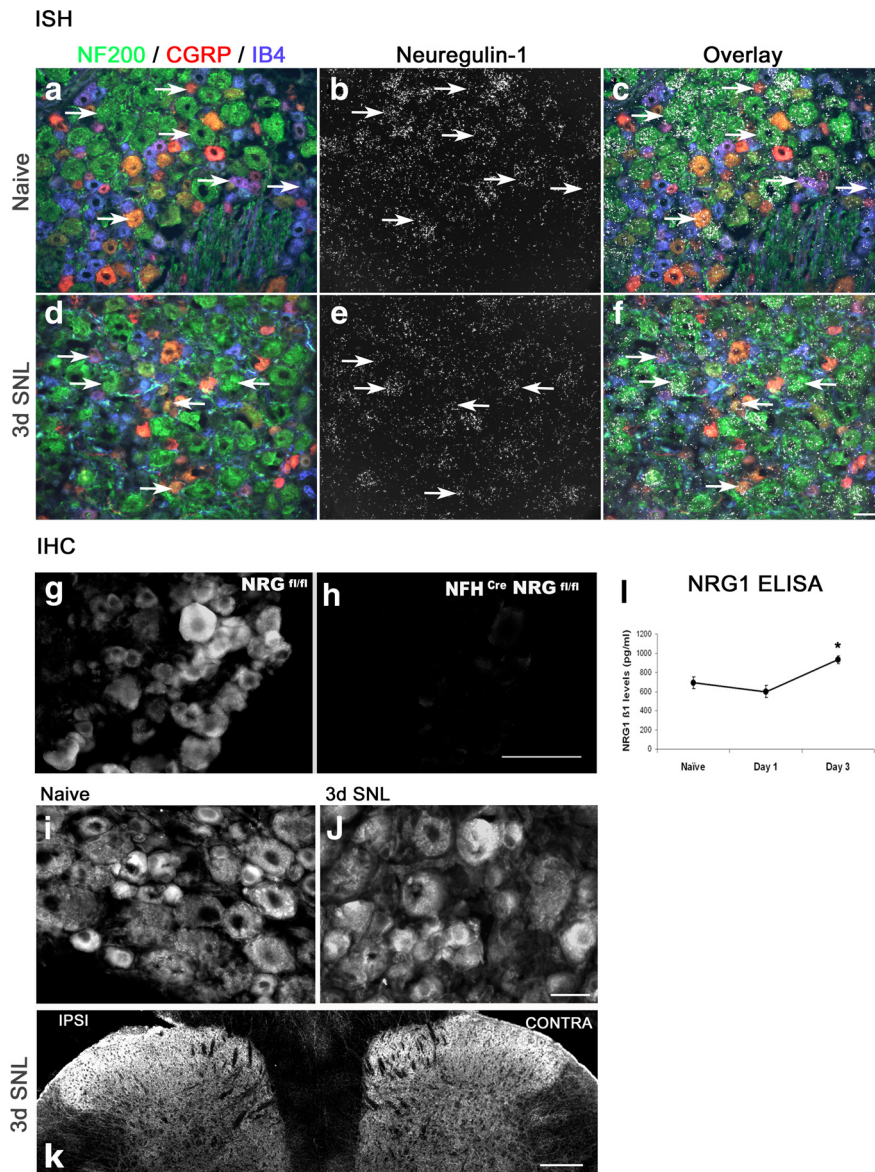 ISH
NF200 / CGRP / IB4
Neuregulin-1
Overlay
Naive
a
b
c
3d SNL
d
e
f
IHC
g
NRG fl/fl
h
NFH Cre NRG fl/fl
l
NRG1 ELISA
NRG1 ß1 levels (pg/ml)
1200
1000
800
600
400
200
0
*
Naïve
Day 1
Day 3
Naive
3d SNL
i
J
3d SNL
IPSI
CONTRA
k